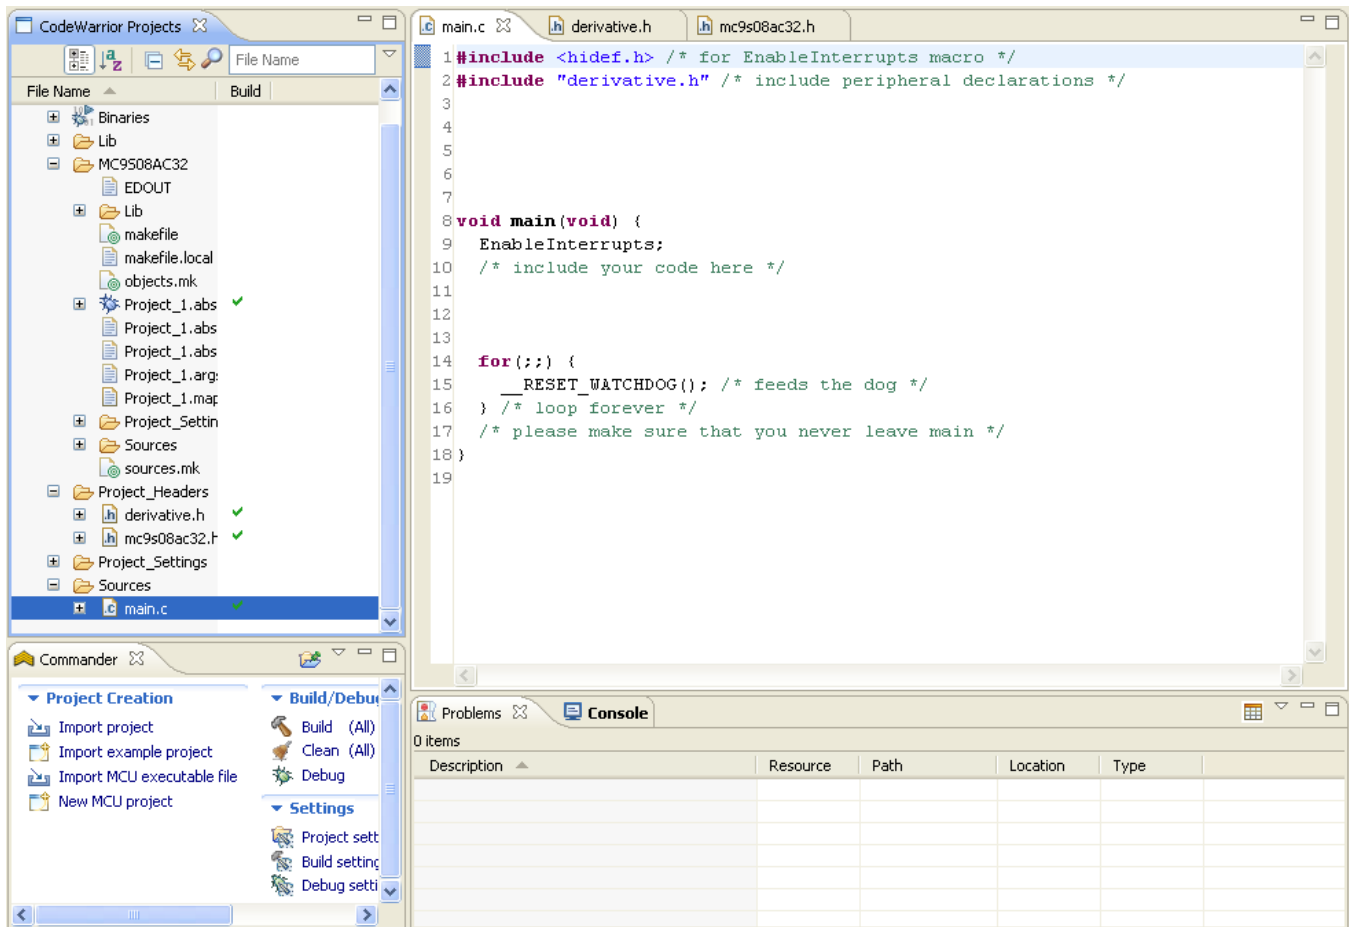 CodeWarrior Projects
File Name
File Name Build
Binaries
Lib
MC9S08AC32
EDOUT
Lib
makefile
makefile.local
objects.mk
Project_1.abs
Project_1.abs
Project_1.abs
Project_1.arg
Project_1.map
Project_Settin
Sources
sources.mk
Project_Headers
derivative.h
mc9s08ac32.h
Project_Settings
Sources
main.c
Commander
Project Creation
Import project
Import example project
Import MCU executable file
New MCU project
Build/Debug
Build (All)
Clean (All)
Debug
Settings
Project sett
Build setting
Debug setti
main.c derivative.h mc9s08ac32.h
1 #include <hidef.h> /* for EnableInterrupts macro */
2 #include "derivative.h" /* include peripheral declarations */
3
4
5
6
7
8 void main(void) {
9 EnableInterrupts;
10 /* include your code here */
11
12
13
14 for(;;) {
15 __RESET_WATCHDOG(); /* feeds the dog */
16 } /* loop forever */
17 /* please make sure that you never leave main */
18 }
19
Problems Console
0 items
Description Resource Path Location Type